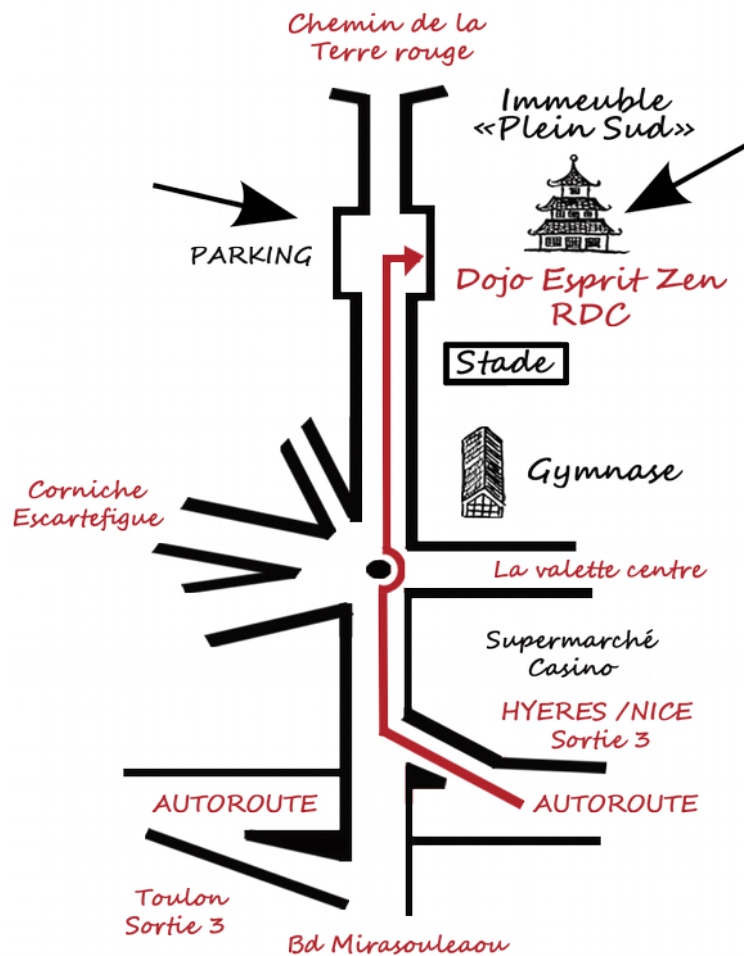 Chemin de la
Terre rouge
Immeuble
«Plein Sud»
PARKING
Dojo Esprit Zen
RDC
Stade
Gymnase
Corniche
Escartefigue
La valette centre
Supermarché
Casino
HYERES /NICE
Sortie 3
AUTOROUTE
AUTOROUTE
Toulon
Sortie 3
Bd Mirasouleaou